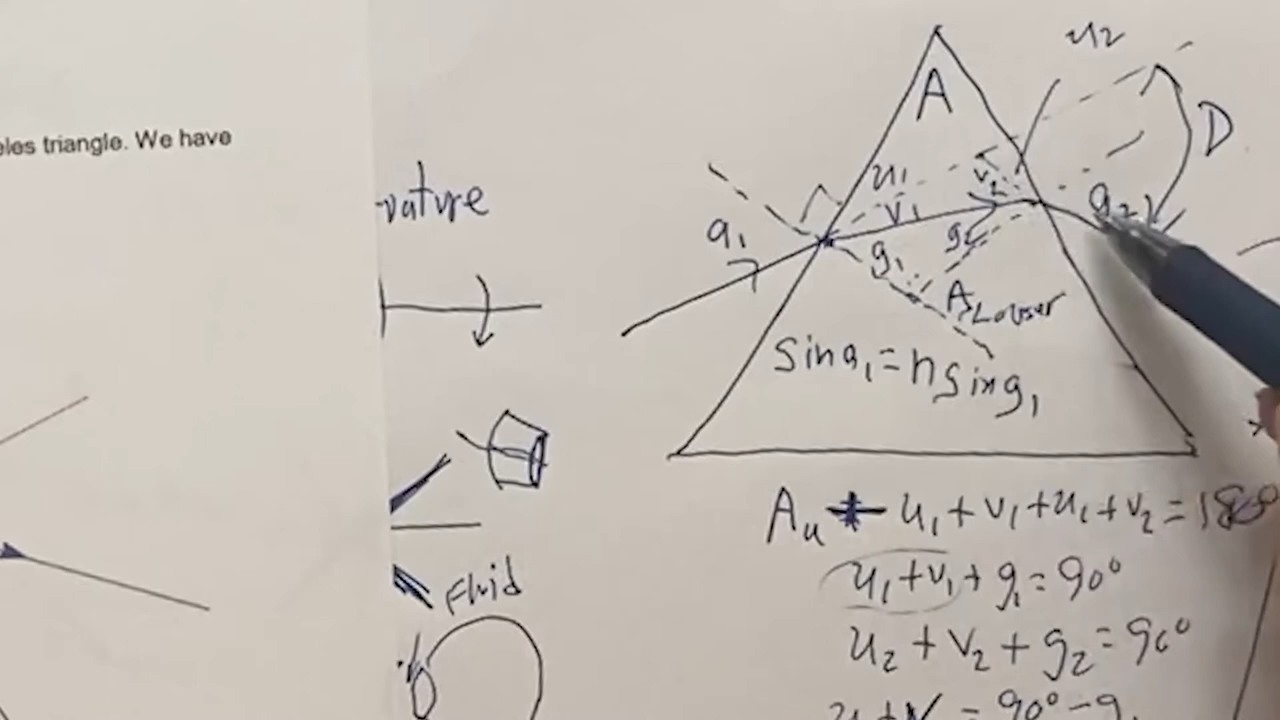 eles triangle. We have
vature
Fluid
A
u2
D
a1
u1
v1
v2
g2
a2
g1
ALouser
sin a1 = n sin g1
Au + u1 + v1 + u1 + v2 = 180
u1 + v1 + g1 = 90°
u2 + v2 + g2 = 90°